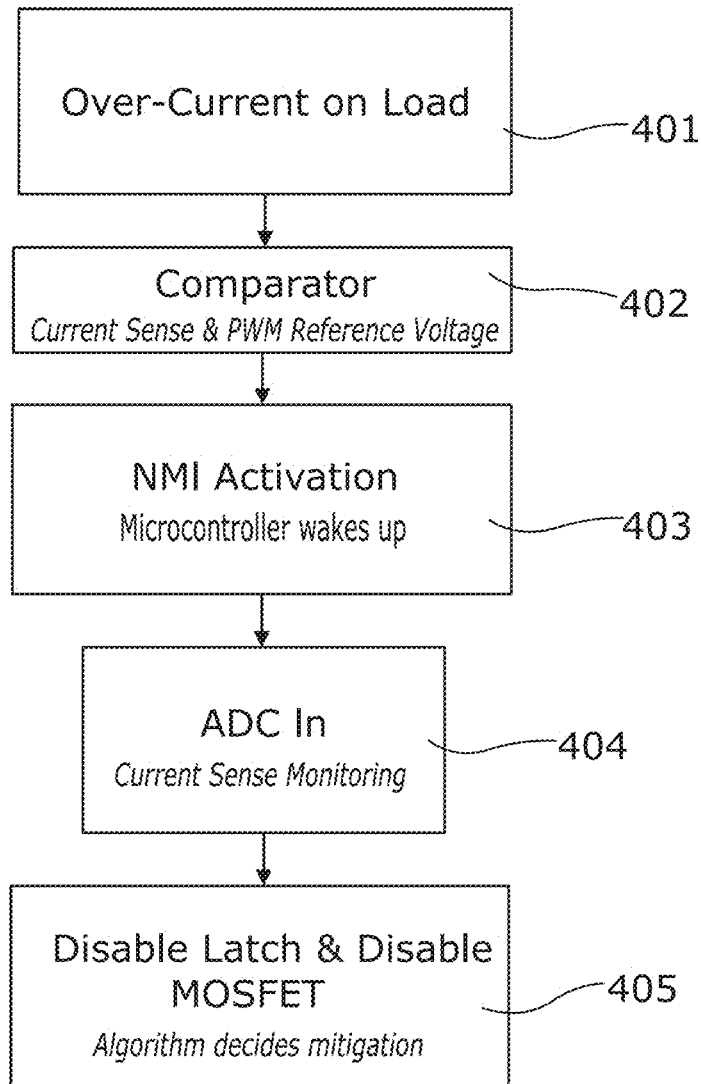 Over-Current on Load
401
Comparator
Current Sense & PWM Reference Voltage
402
NMI Activation
Microcontroller wakes up
403
ADC In
Current Sense Monitoring
404
Disable Latch & Disable
MOSFET
Algorithm decides mitigation
405